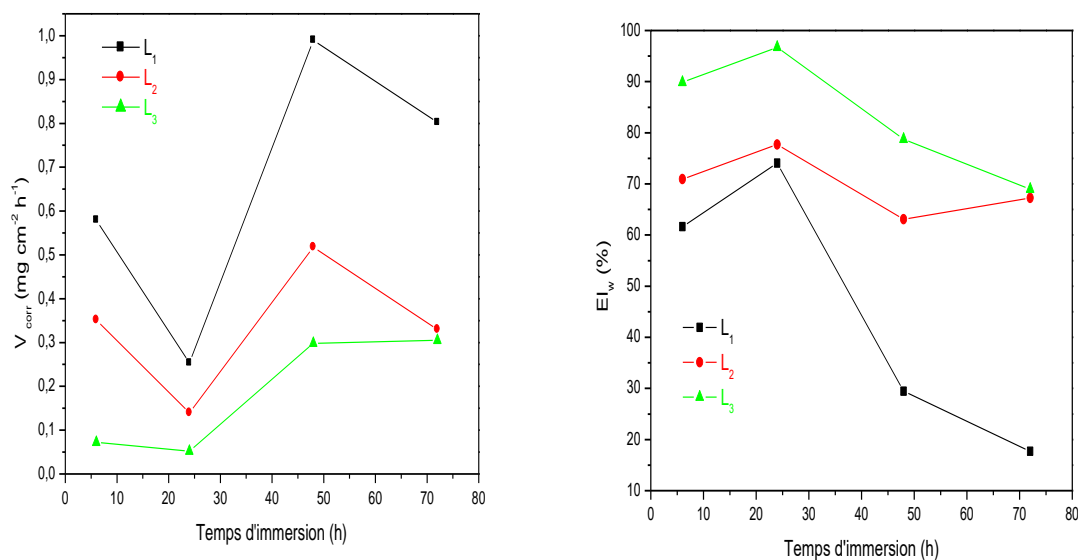 V corr (mg cm⁻² h⁻¹)
1,0
0,9
0,8
0,7
0,6
0,5
0,4
0,3
0,2
0,1
0,0
L₁
L₂
L₃
0 10 20 30 40 50 60 70 80
Temps d'immersion (h)
EI_w (%)
100
90
80
70
60
50
40
30
20
10
L₁
L₂
L₃
0 10 20 30 40 50 60 70 80
Temps d'immersion (h)